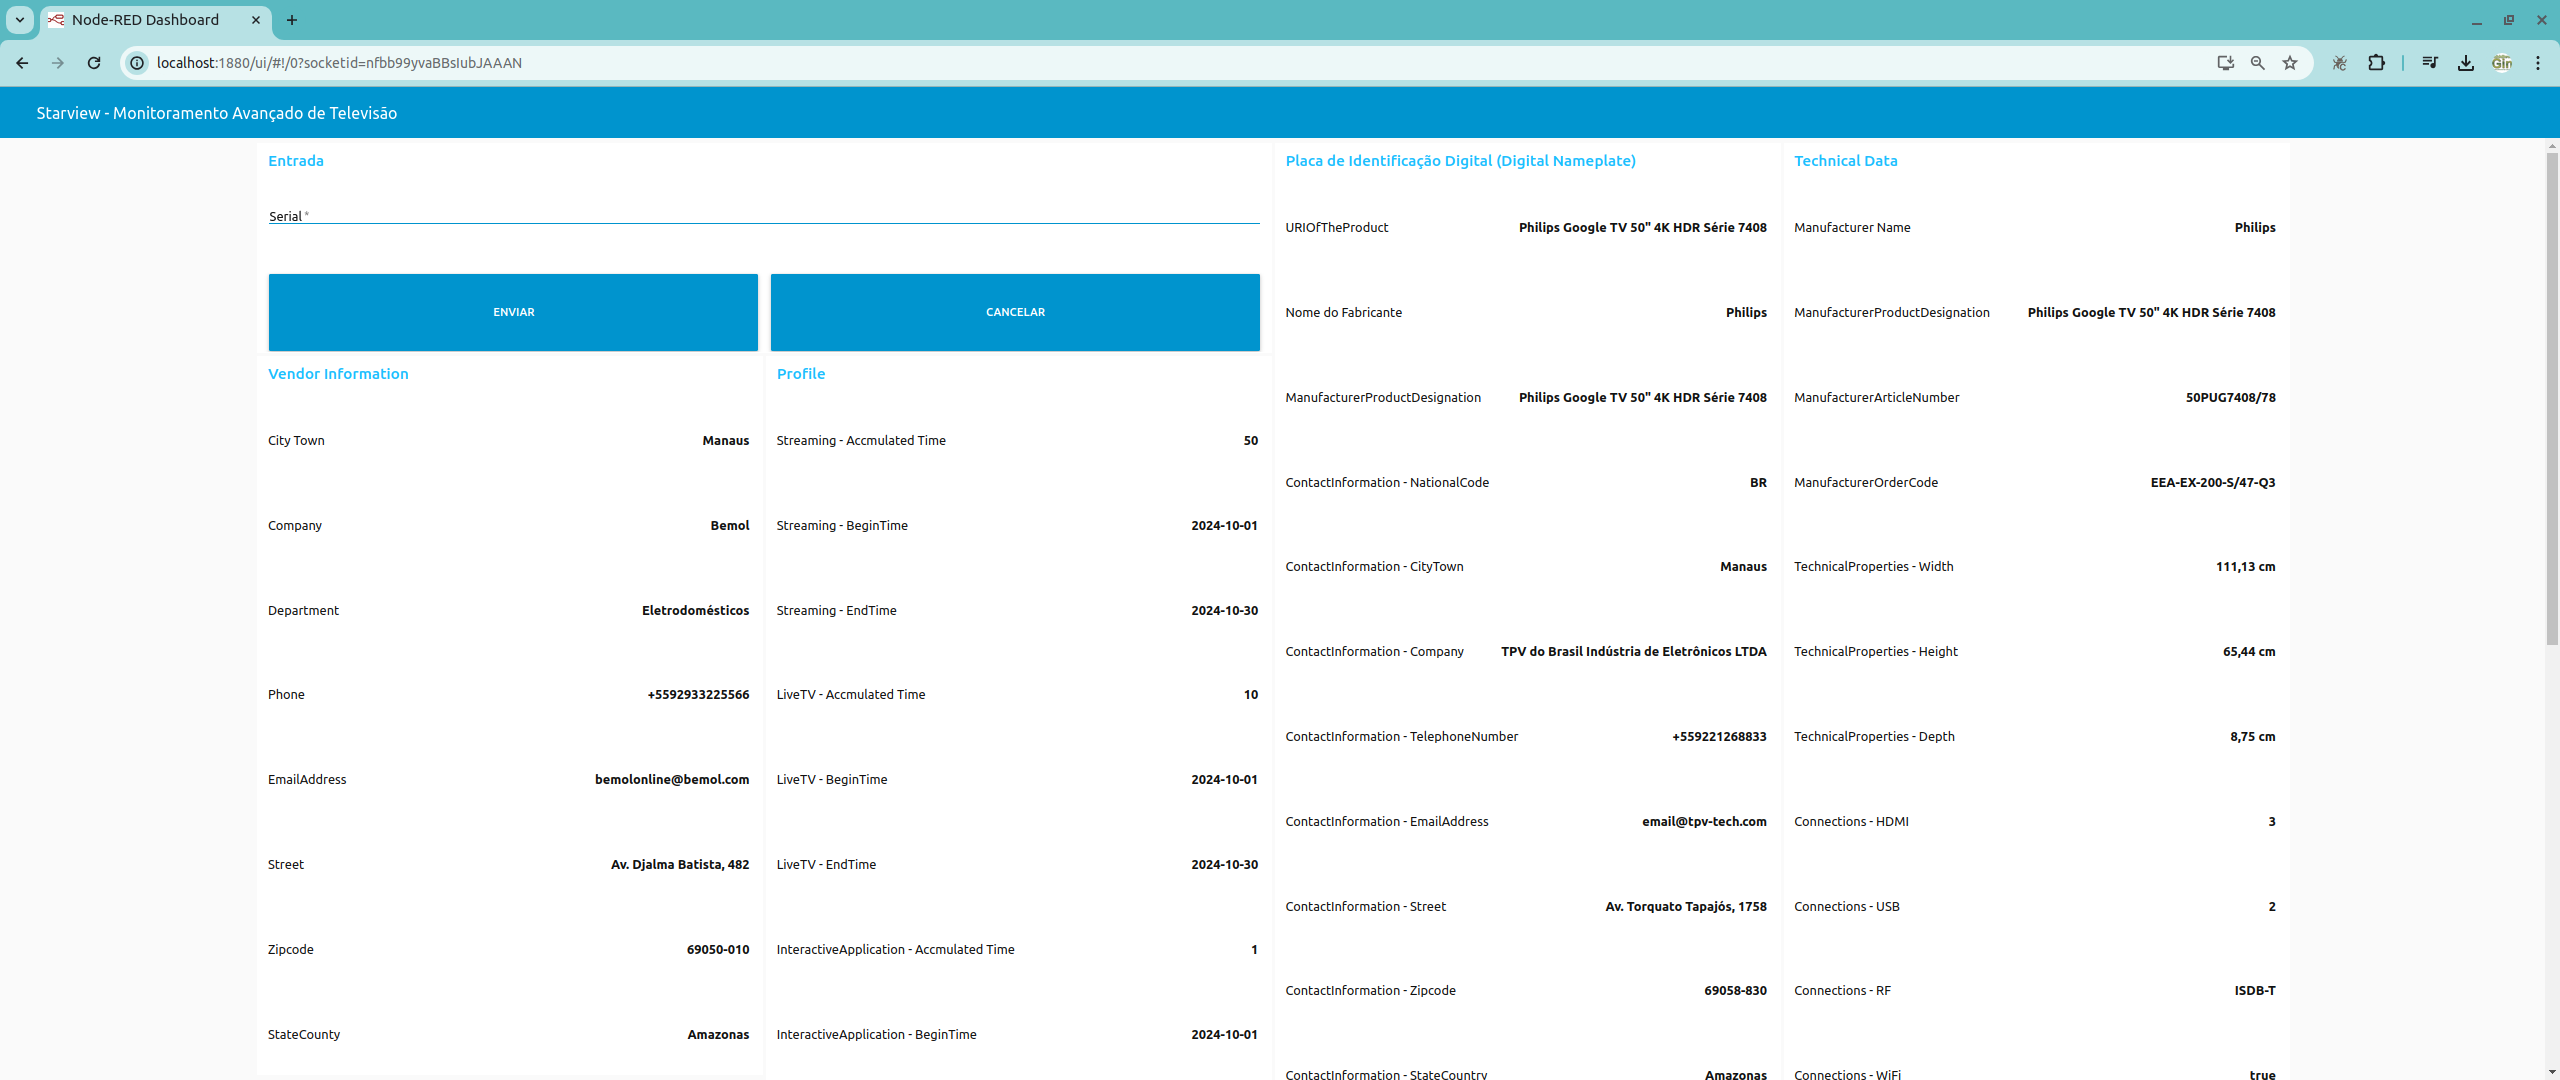 Node-RED Dashboard
localhost:1880/ui/#!/0?socketid=nfbb99yvaBBsIubJAAAN
Starview - Monitoramento Avançado de Televisão
Entrada
Serial *
ENVIAR
CANCELAR
Vendor Information
City Town Manaus
Company Bemol
Department Eletrodomésticos
Phone +5592933225566
EmailAddress bemolonline@bemol.com
Street Av. Djalma Batista, 482
Zipcode 69050-010
StateCounty Amazonas
Profile
Streaming - Accmulated Time 50
Streaming - BeginTime 2024-10-01
Streaming - EndTime 2024-10-30
LiveTV - Accmulated Time 10
LiveTV - BeginTime 2024-10-01
LiveTV - EndTime 2024-10-30
InteractiveApplication - Accmulated Time 1
InteractiveApplication - BeginTime 2024-10-01
Placa de Identificação Digital (Digital Nameplate)
URIOfTheProduct Philips Google TV 50" 4K HDR Série 7408
Nome do Fabricante Philips
ManufacturerProductDesignation Philips Google TV 50" 4K HDR Série 7408
ContactInformation - NationalCode BR
ContactInformation - CityTown Manaus
ContactInformation - Company TPV do Brasil Indústria de Eletrônicos LTDA
ContactInformation - TelephoneNumber +559221268833
ContactInformation - EmailAddress email@tpv-tech.com
ContactInformation - Street Av. Torquato Tapajós, 1758
ContactInformation - Zipcode 69058-830
ContactInformation - StateCountry Amazonas
Technical Data
Manufacturer Name Philips
ManufacturerProductDesignation Philips Google TV 50" 4K HDR Série 7408
ManufacturerArticleNumber 50PUG7408/78
ManufacturerOrderCode EEA-EX-200-S/47-Q3
TechnicalProperties - Width 111,13 cm
TechnicalProperties - Height 65,44 cm
TechnicalProperties - Depth 8,75 cm
Connections - HDMI 3
Connections - USB 2
Connections - RF ISDB-T
Connections - WiFi true